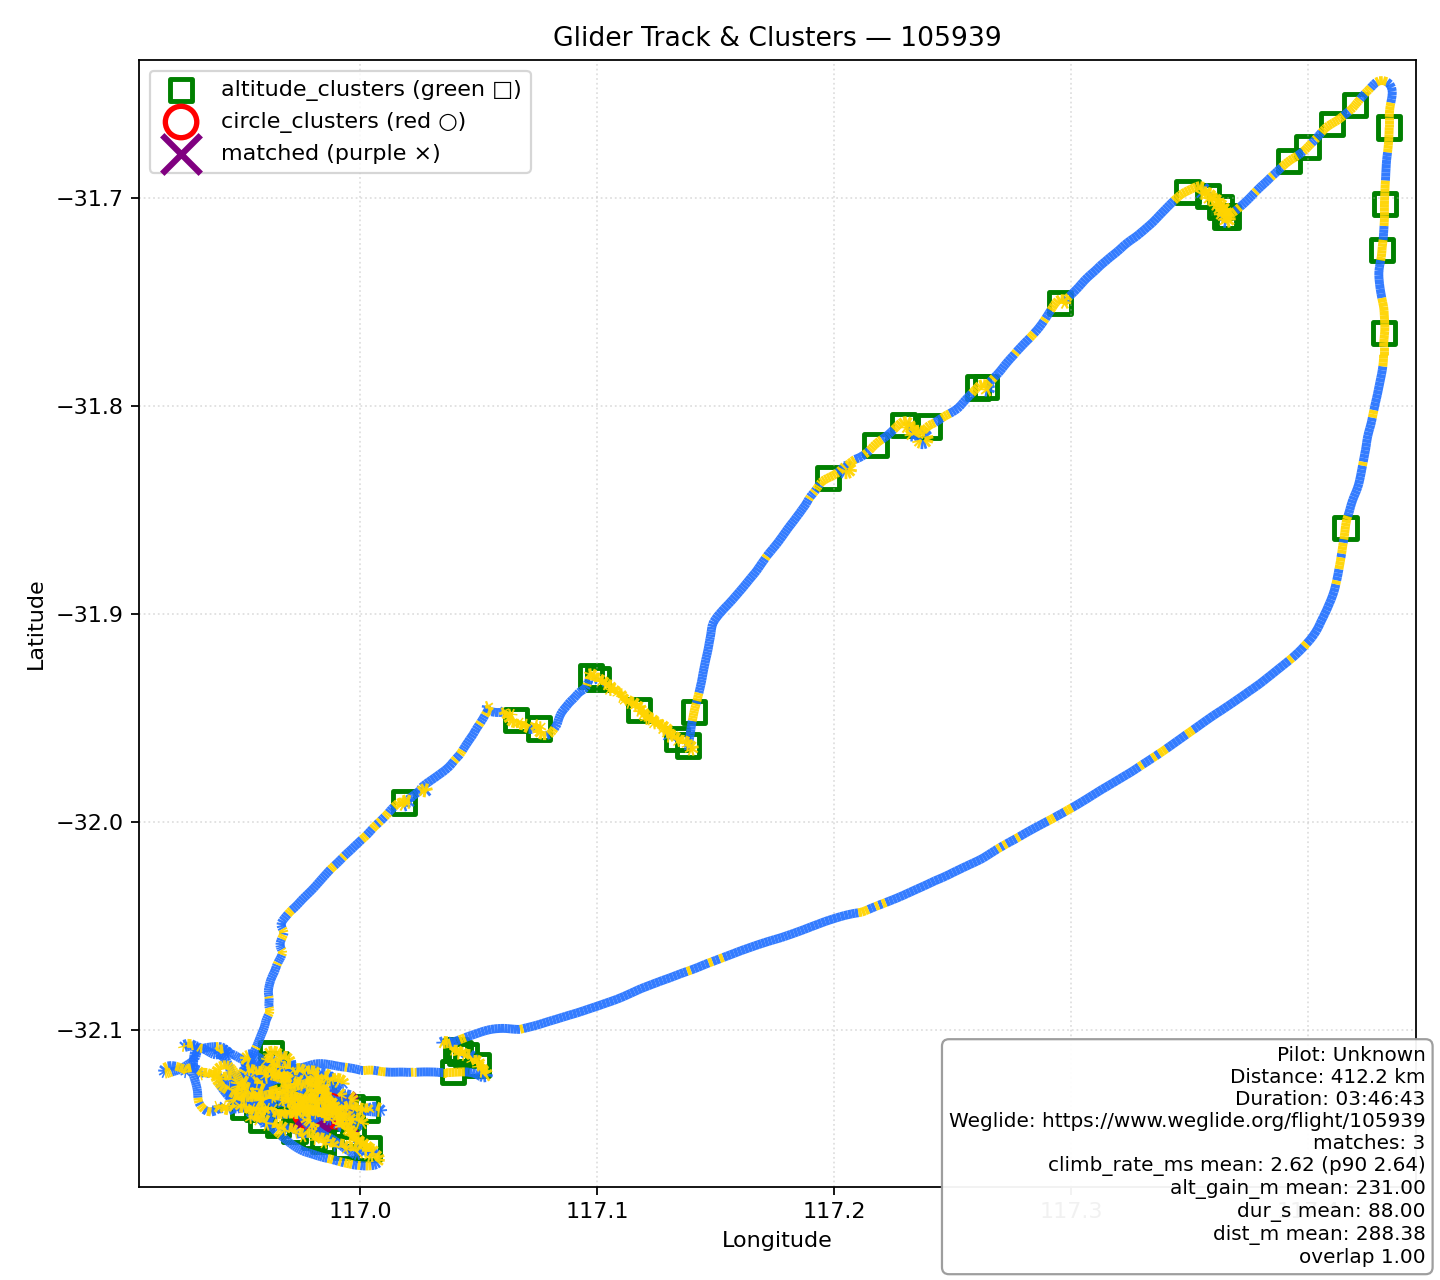 Glider Track & Clusters — 105939
altitude_clusters (green □)
circle_clusters (red ○)
matched (purple ×)
Latitude
−31.7
−31.8
−31.9
−32.0
−32.1
117.0
117.1
117.2
117.3
Longitude
Pilot: Unknown
Distance: 412.2 km
Duration: 03:46:43
Weglide: https://www.weglide.org/flight/105939
matches: 3
climb_rate_ms mean: 2.62 (p90 2.64)
alt_gain_m mean: 231.00
dur_s mean: 88.00
dist_m mean: 288.38
overlap 1.00